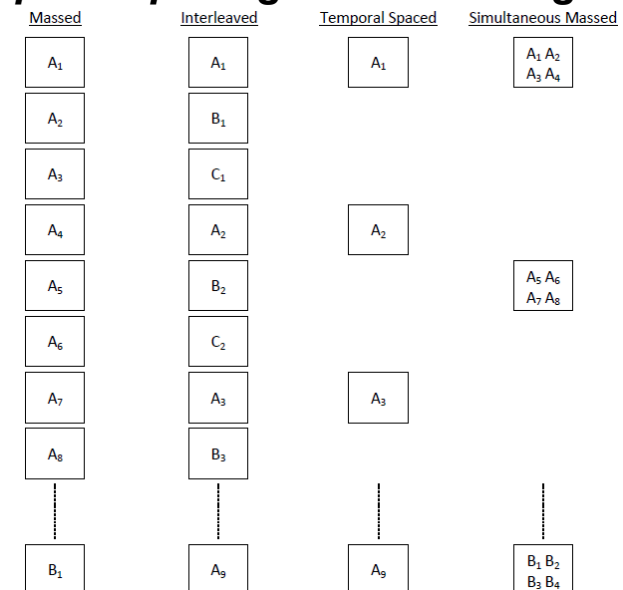 Massed Interleaved Temporal Spaced Simultaneous Massed
A₁ A₁ A₁ A₁ A₂
A₃ A₄
A₂ B₁
A₃ C₁
A₄ A₂ A₂
A₅ B₂ A₅ A₆
A₇ A₈
A₆ C₂
A₇ A₃ A₃
A₈ B₃
B₁ A₉ A₉ B₁ B₂
B₃ B₄